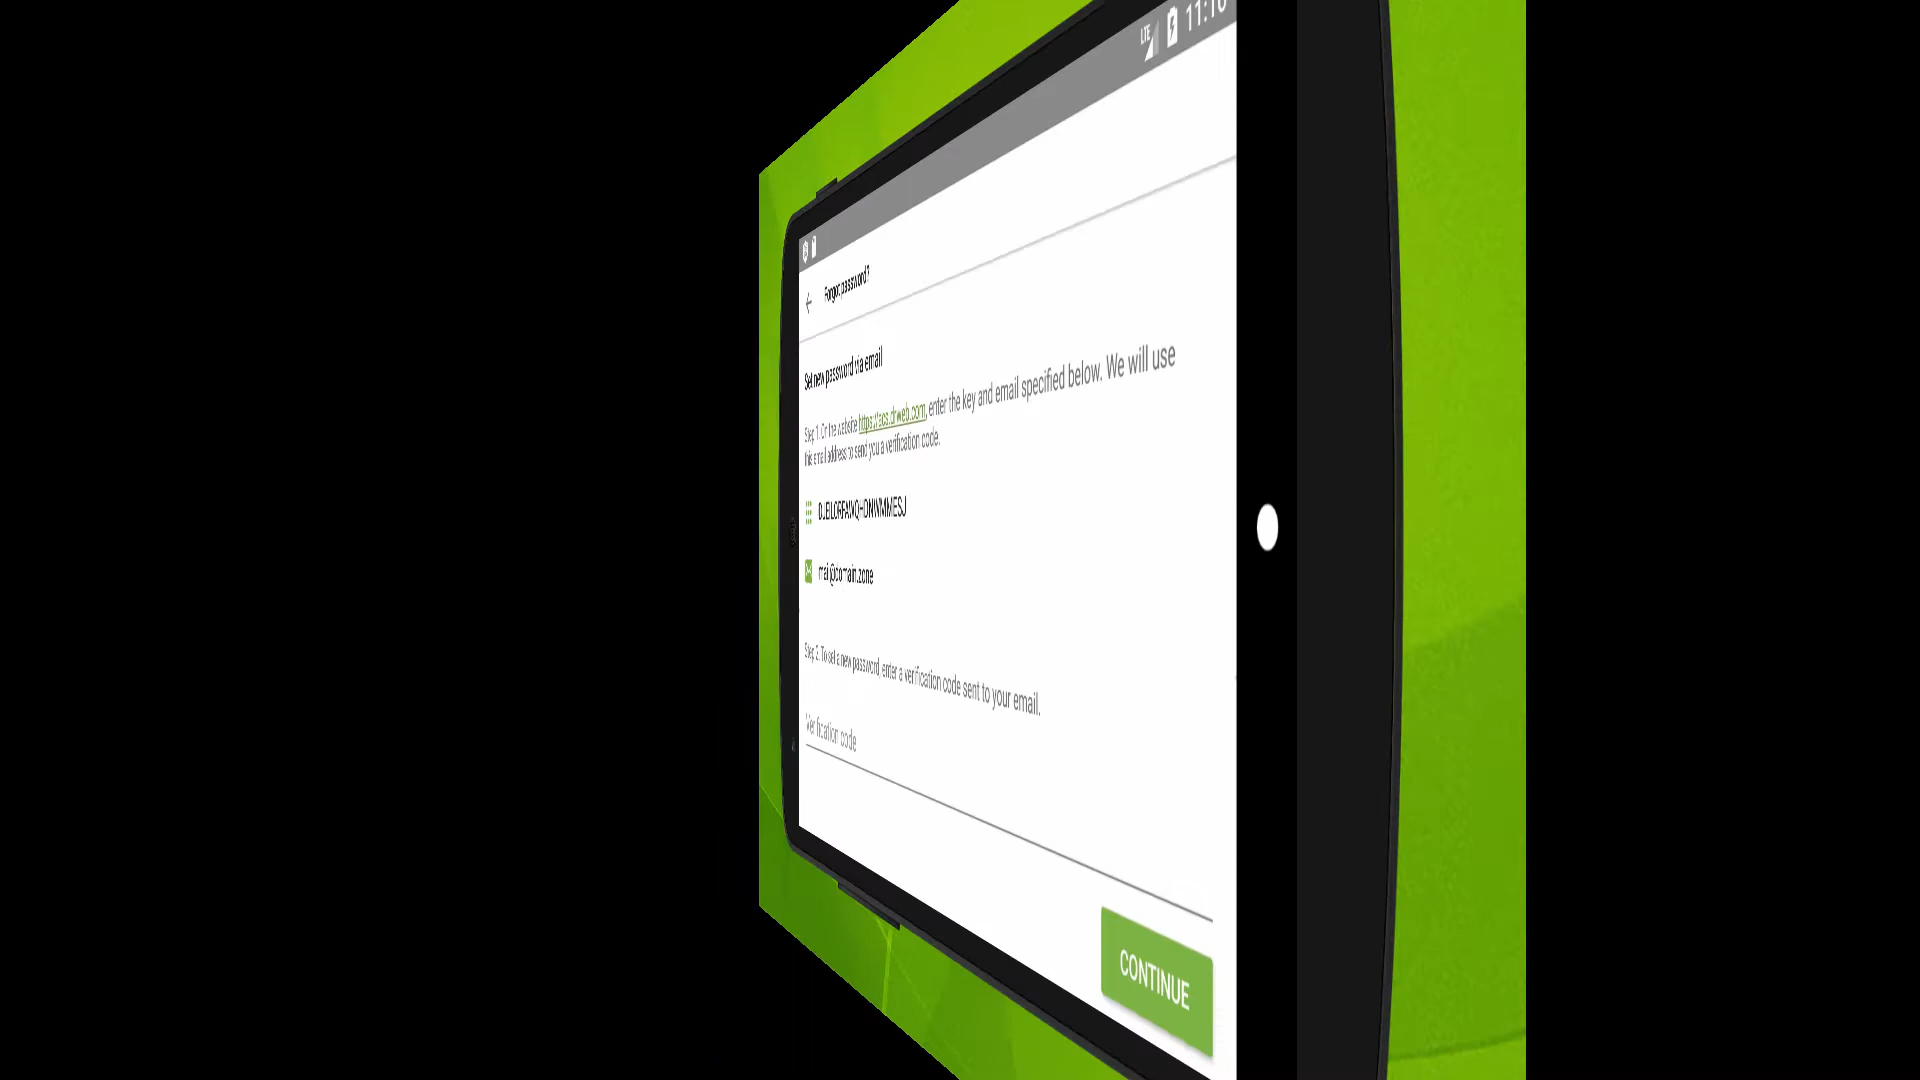 LTE 11:10
Forgot password?
Set new password via email
Step 1. On the website https://acs.drweb.com, enter the key and email specified below. We will use
this email address to send you a verification code.
mail@domain.zone
Step 2. To set a new password, enter a verification code sent to your email.
Verification code
CONTINUE